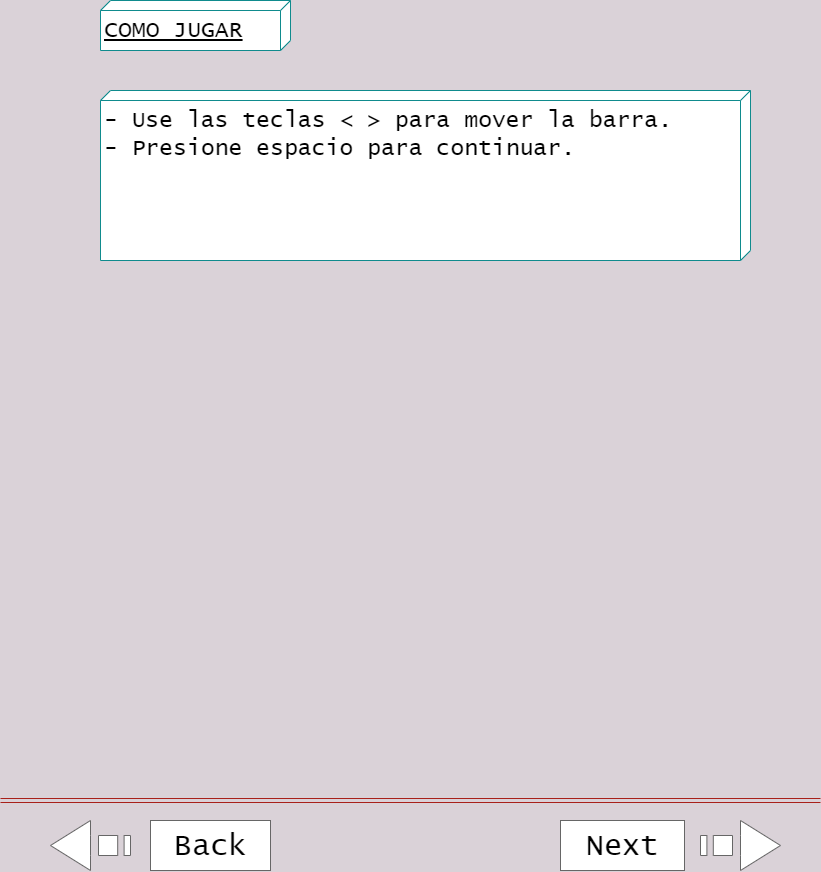 COMO JUGAR
- Use las teclas < > para mover la barra.
- Presione espacio para continuar.
Back
Next